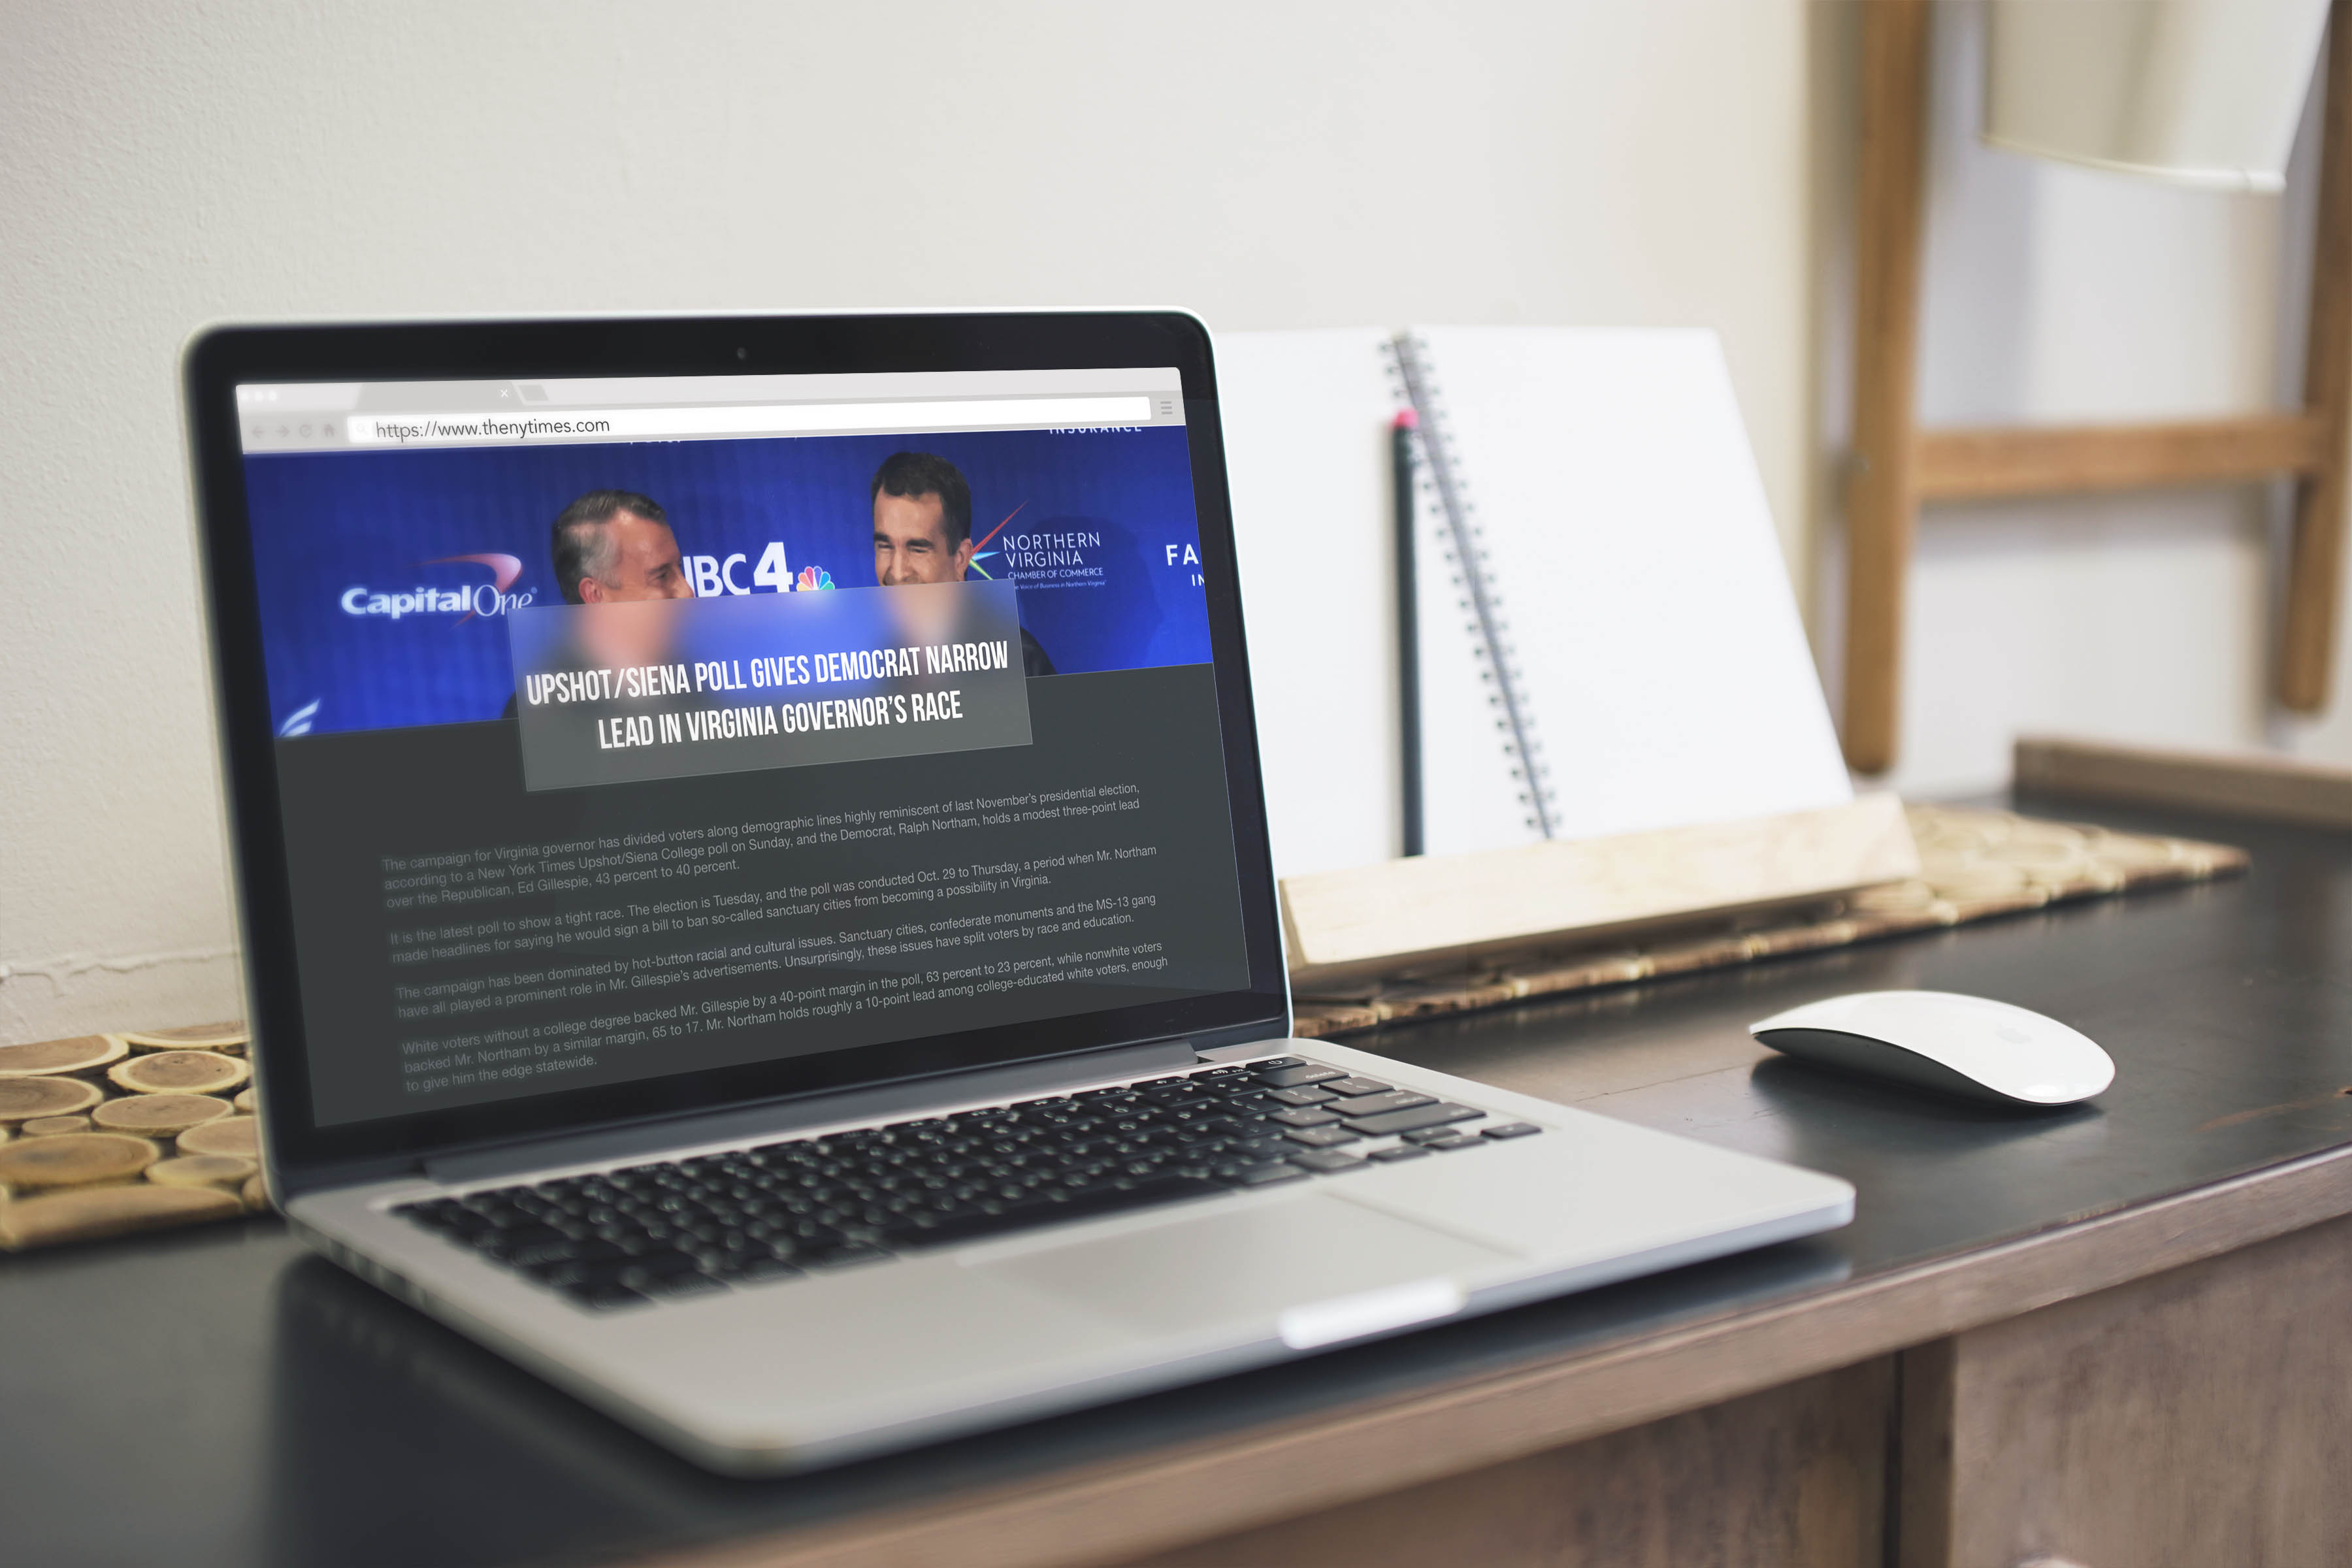 https://www.thenytimes.com
INSURANCE
CapitalOne®
NBC4
NORTHERN
VIRGINIA
CHAMBER OF COMMERCE
The Voice of Business in Northern Virginia®
FA
IN
UPSHOT/SIENA POLL GIVES DEMOCRAT NARROW
LEAD IN VIRGINIA GOVERNOR'S RACE
The campaign for Virginia governor has divided voters along demographic lines highly reminiscent of last November's presidential election,
according to a New York Times Upshot/Siena College poll on Sunday, and the Democrat, Ralph Northam, holds a modest three-point lead
over the Republican, Ed Gillespie, 43 percent to 40 percent.
It is the latest poll to show a tight race. The election is Tuesday, and the poll was conducted Oct. 29 to Thursday, a period when Mr. Northam
made headlines for saying he would sign a bill to ban so-called sanctuary cities from becoming a possibility in Virginia.
The campaign has been dominated by hot-button racial and cultural issues. Sanctuary cities, confederate monuments and the MS-13 gang
have all played a prominent role in Mr. Gillespie's advertisements. Unsurprisingly, these issues have split voters by race and education.
White voters without a college degree backed Mr. Gillespie by a 40-point margin in the poll, 63 percent to 23 percent, while nonwhite voters
backed Mr. Northam by a similar margin, 65 to 17. Mr. Northam holds roughly a 10-point lead among college-educated white voters, enough
to give him the edge statewide.